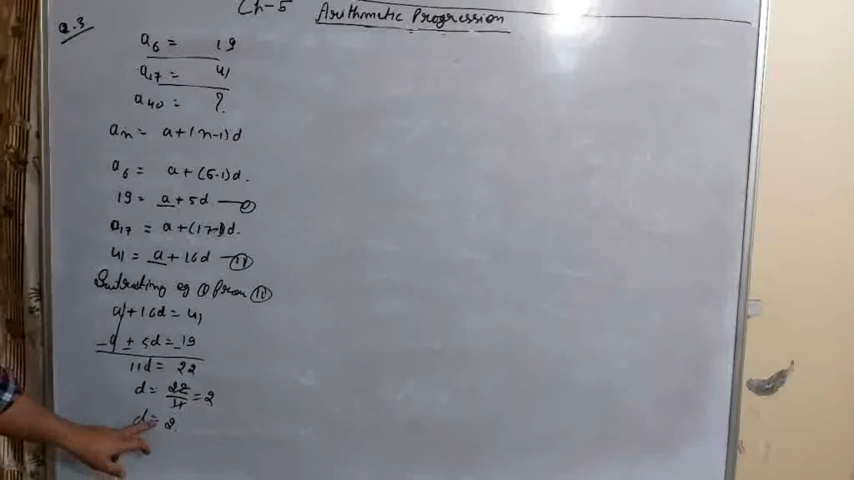 Ch-5 Arithmetic Progression
Q.3
a6 = 19
a17 = 41
a40 = ?
an = a+(n-1)d
a6 = a+(6-1)d.
19 = a+5d —①
a17 = a+(17-1)d.
41 = a+16d —②
Subtrating eq ① from ②
a+16d = 41
-a + 5d = -19
11d = 22
d = 22/11 = 2
d = 2.